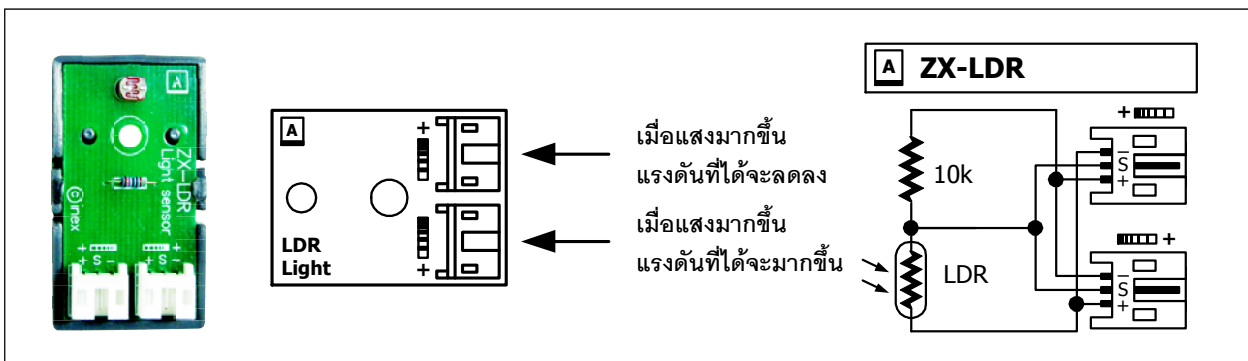 A
ZX-LDR
Light sensor
©inex
+ +
+ S - + S -
A
LDR
Light
+
+
เมื่อแสงมากขึ้น
แรงดันที่ได้จะลดลง
เมื่อแสงมากขึ้น
แรงดันที่ได้จะมากขึ้น
A ZX-LDR
10k
LDR
+
–
S
+
+
–
S
+